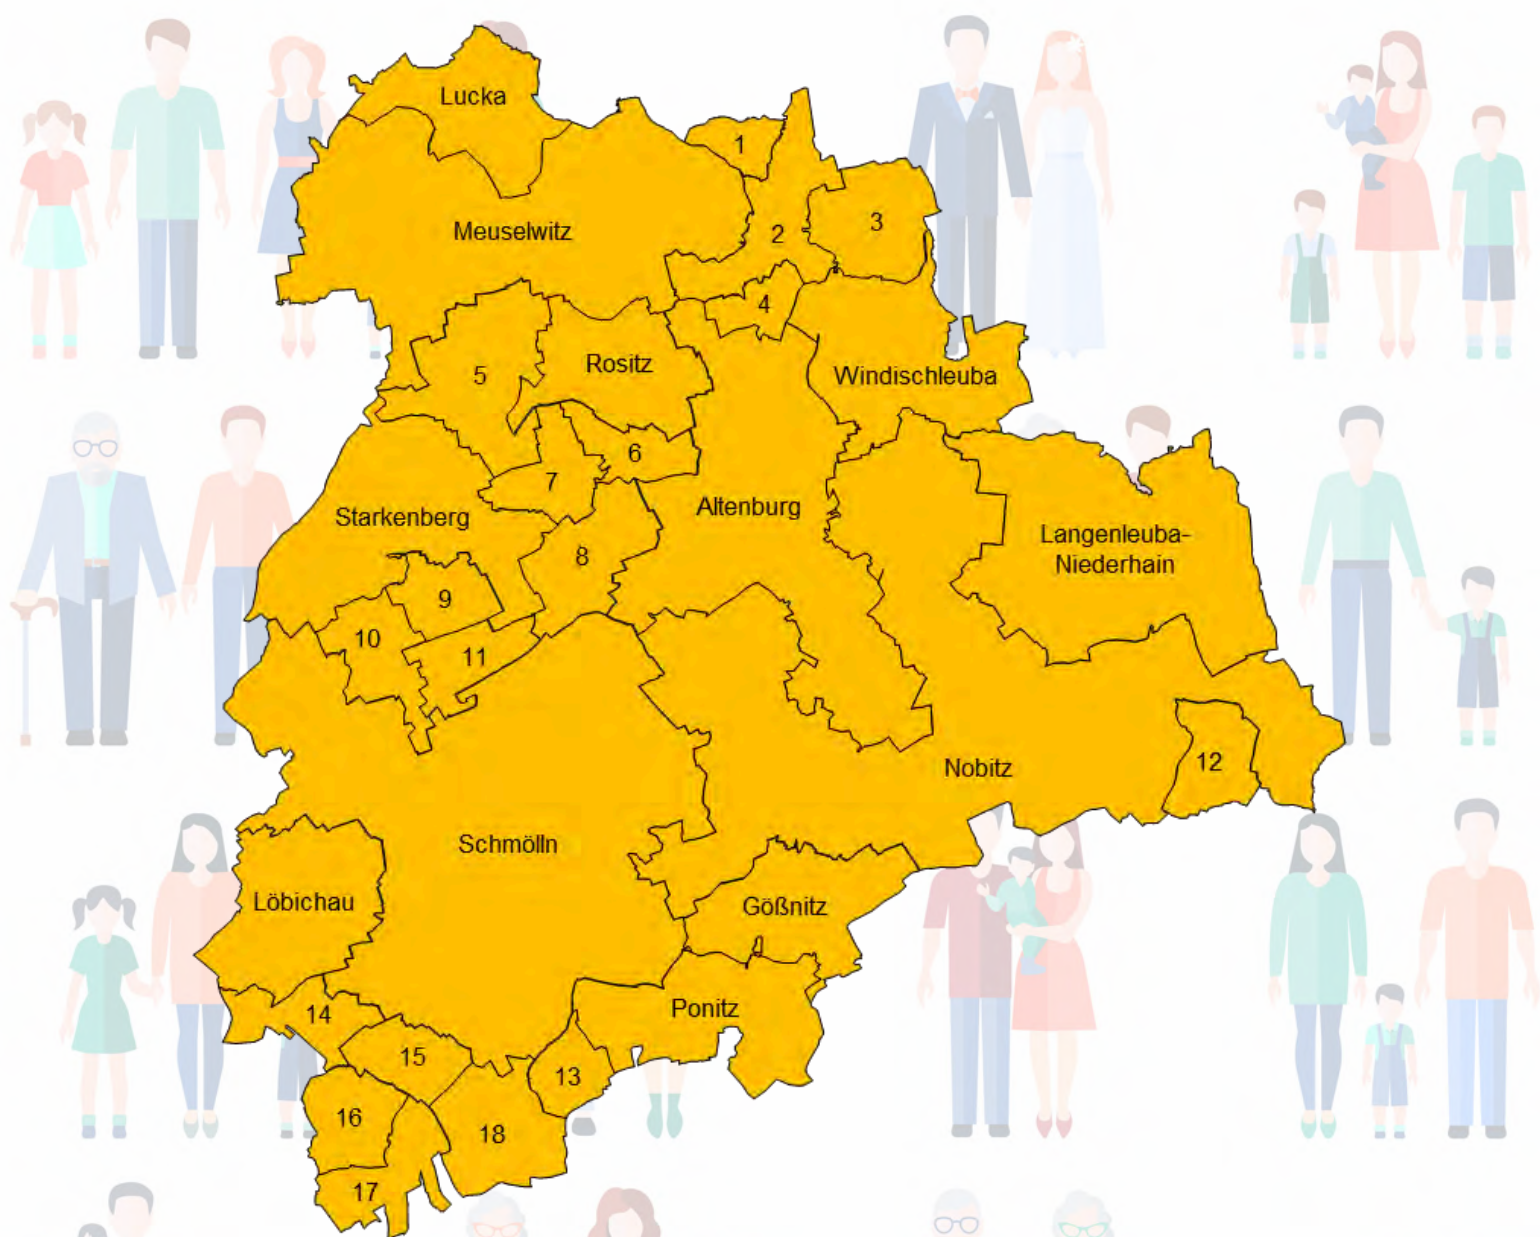 Lucka
1
Meuselwitz
2
3
4
5
Rositz
Windischleuba
6
7
Starkenberg
Altenburg
8
Langenleuba-
Niederhain
9
10
11
12
Nobitz
Schmölln
Löbichau
Gößnitz
14
Ponitz
15
13
16
18
17